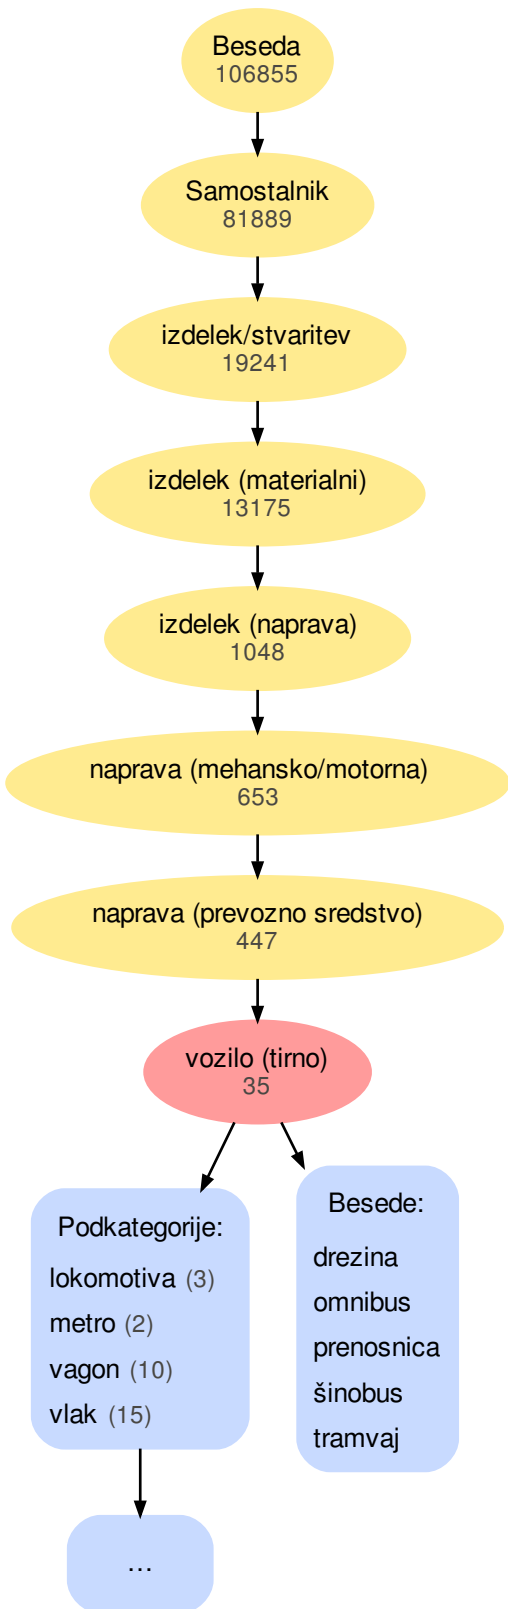 Beseda
106855
Samostalnik
81889
izdelek/stvaritev
19241
izdelek (materialni)
13175
izdelek (naprava)
1048
naprava (mehansko/motorna)
653
naprava (prevozno sredstvo)
447
vozilo (tirno)
35
Podkategorije:
lokomotiva (3)
metro (2)
vagon (10)
vlak (15)
Besede:
drezina
omnibus
prenosnica
šinobus
tramvaj
...